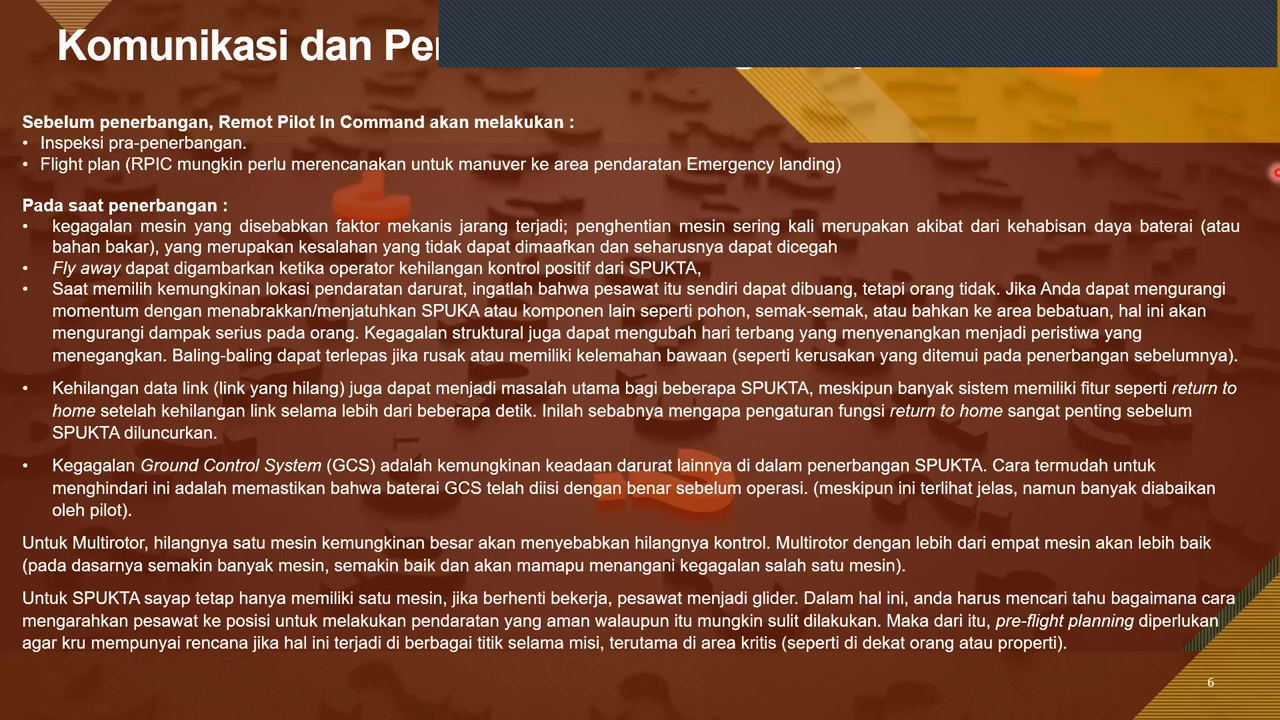 Komunikasi dan
Sebelum penerbangan, Remot Pilot In Command akan melakukan :
• Inspeksi pra-penerbangan.
• Flight plan (RPIC mungkin perlu merencanakan untuk manuver ke area pendaratan Emergency landing)
Pada saat penerbangan :
• kegagalan mesin yang disebabkan faktor mekanis jarang terjadi; penghentian mesin sering kali merupakan akibat dari kehabisan daya baterai (atau
bahan bakar), yang merupakan kesalahan yang tidak dapat dimaafkan dan seharusnya dapat dicegah
• Fly away dapat digambarkan ketika operator kehilangan kontrol positif dari SPUKTA,
• Saat memilih kemungkinan lokasi pendaratan darurat, ingatlah bahwa pesawat itu sendiri dapat dibuang, tetapi orang tidak. Jika Anda dapat mengurangi
momentum dengan menabrakkan/menjatuhkan SPUKA atau komponen lain seperti pohon, semak-semak, atau bahkan ke area bebatuan, hal ini akan
mengurangi dampak serius pada orang. Kegagalan struktural juga dapat mengubah hari terbang yang menyenangkan menjadi peristiwa yang
menegangkan. Baling-baling dapat terlepas jika rusak atau memiliki kelemahan bawaan (seperti kerusakan yang ditemui pada penerbangan sebelumnya).
• Kehilangan data link (link yang hilang) juga dapat menjadi masalah utama bagi beberapa SPUKTA, meskipun banyak sistem memiliki fitur seperti return to
home setelah kehilangan link selama lebih dari beberapa detik. Inilah sebabnya mengapa pengaturan fungsi return to home sangat penting sebelum
SPUKTA diluncurkan.
• Kegagalan Ground Control System (GCS) adalah kemungkinan keadaan darurat lainnya di dalam penerbangan SPUKTA. Cara termudah untuk
menghindari ini adalah memastikan bahwa baterai GCS telah diisi dengan benar sebelum operasi. (meskipun ini terlihat jelas, namun banyak diabaikan
oleh pilot).
Untuk Multirotor, hilangnya satu mesin kemungkinan besar akan menyebabkan hilangnya kontrol. Multirotor dengan lebih dari empat mesin akan lebih baik
(pada dasarnya semakin banyak mesin, semakin baik dan akan mamapu menangani kegagalan salah satu mesin).
Untuk SPUKTA sayap tetap hanya memiliki satu mesin, jika berhenti bekerja, pesawat menjadi glider. Dalam hal ini, anda harus mencari tahu bagaimana cara
mengarahkan pesawat ke posisi untuk melakukan pendaratan yang aman walaupun itu mungkin sulit dilakukan. Maka dari itu, pre-flight planning diperlukan
agar kru mempunyai rencana jika hal ini terjadi di berbagai titik selama misi, terutama di area kritis (seperti di dekat orang atau properti).
6